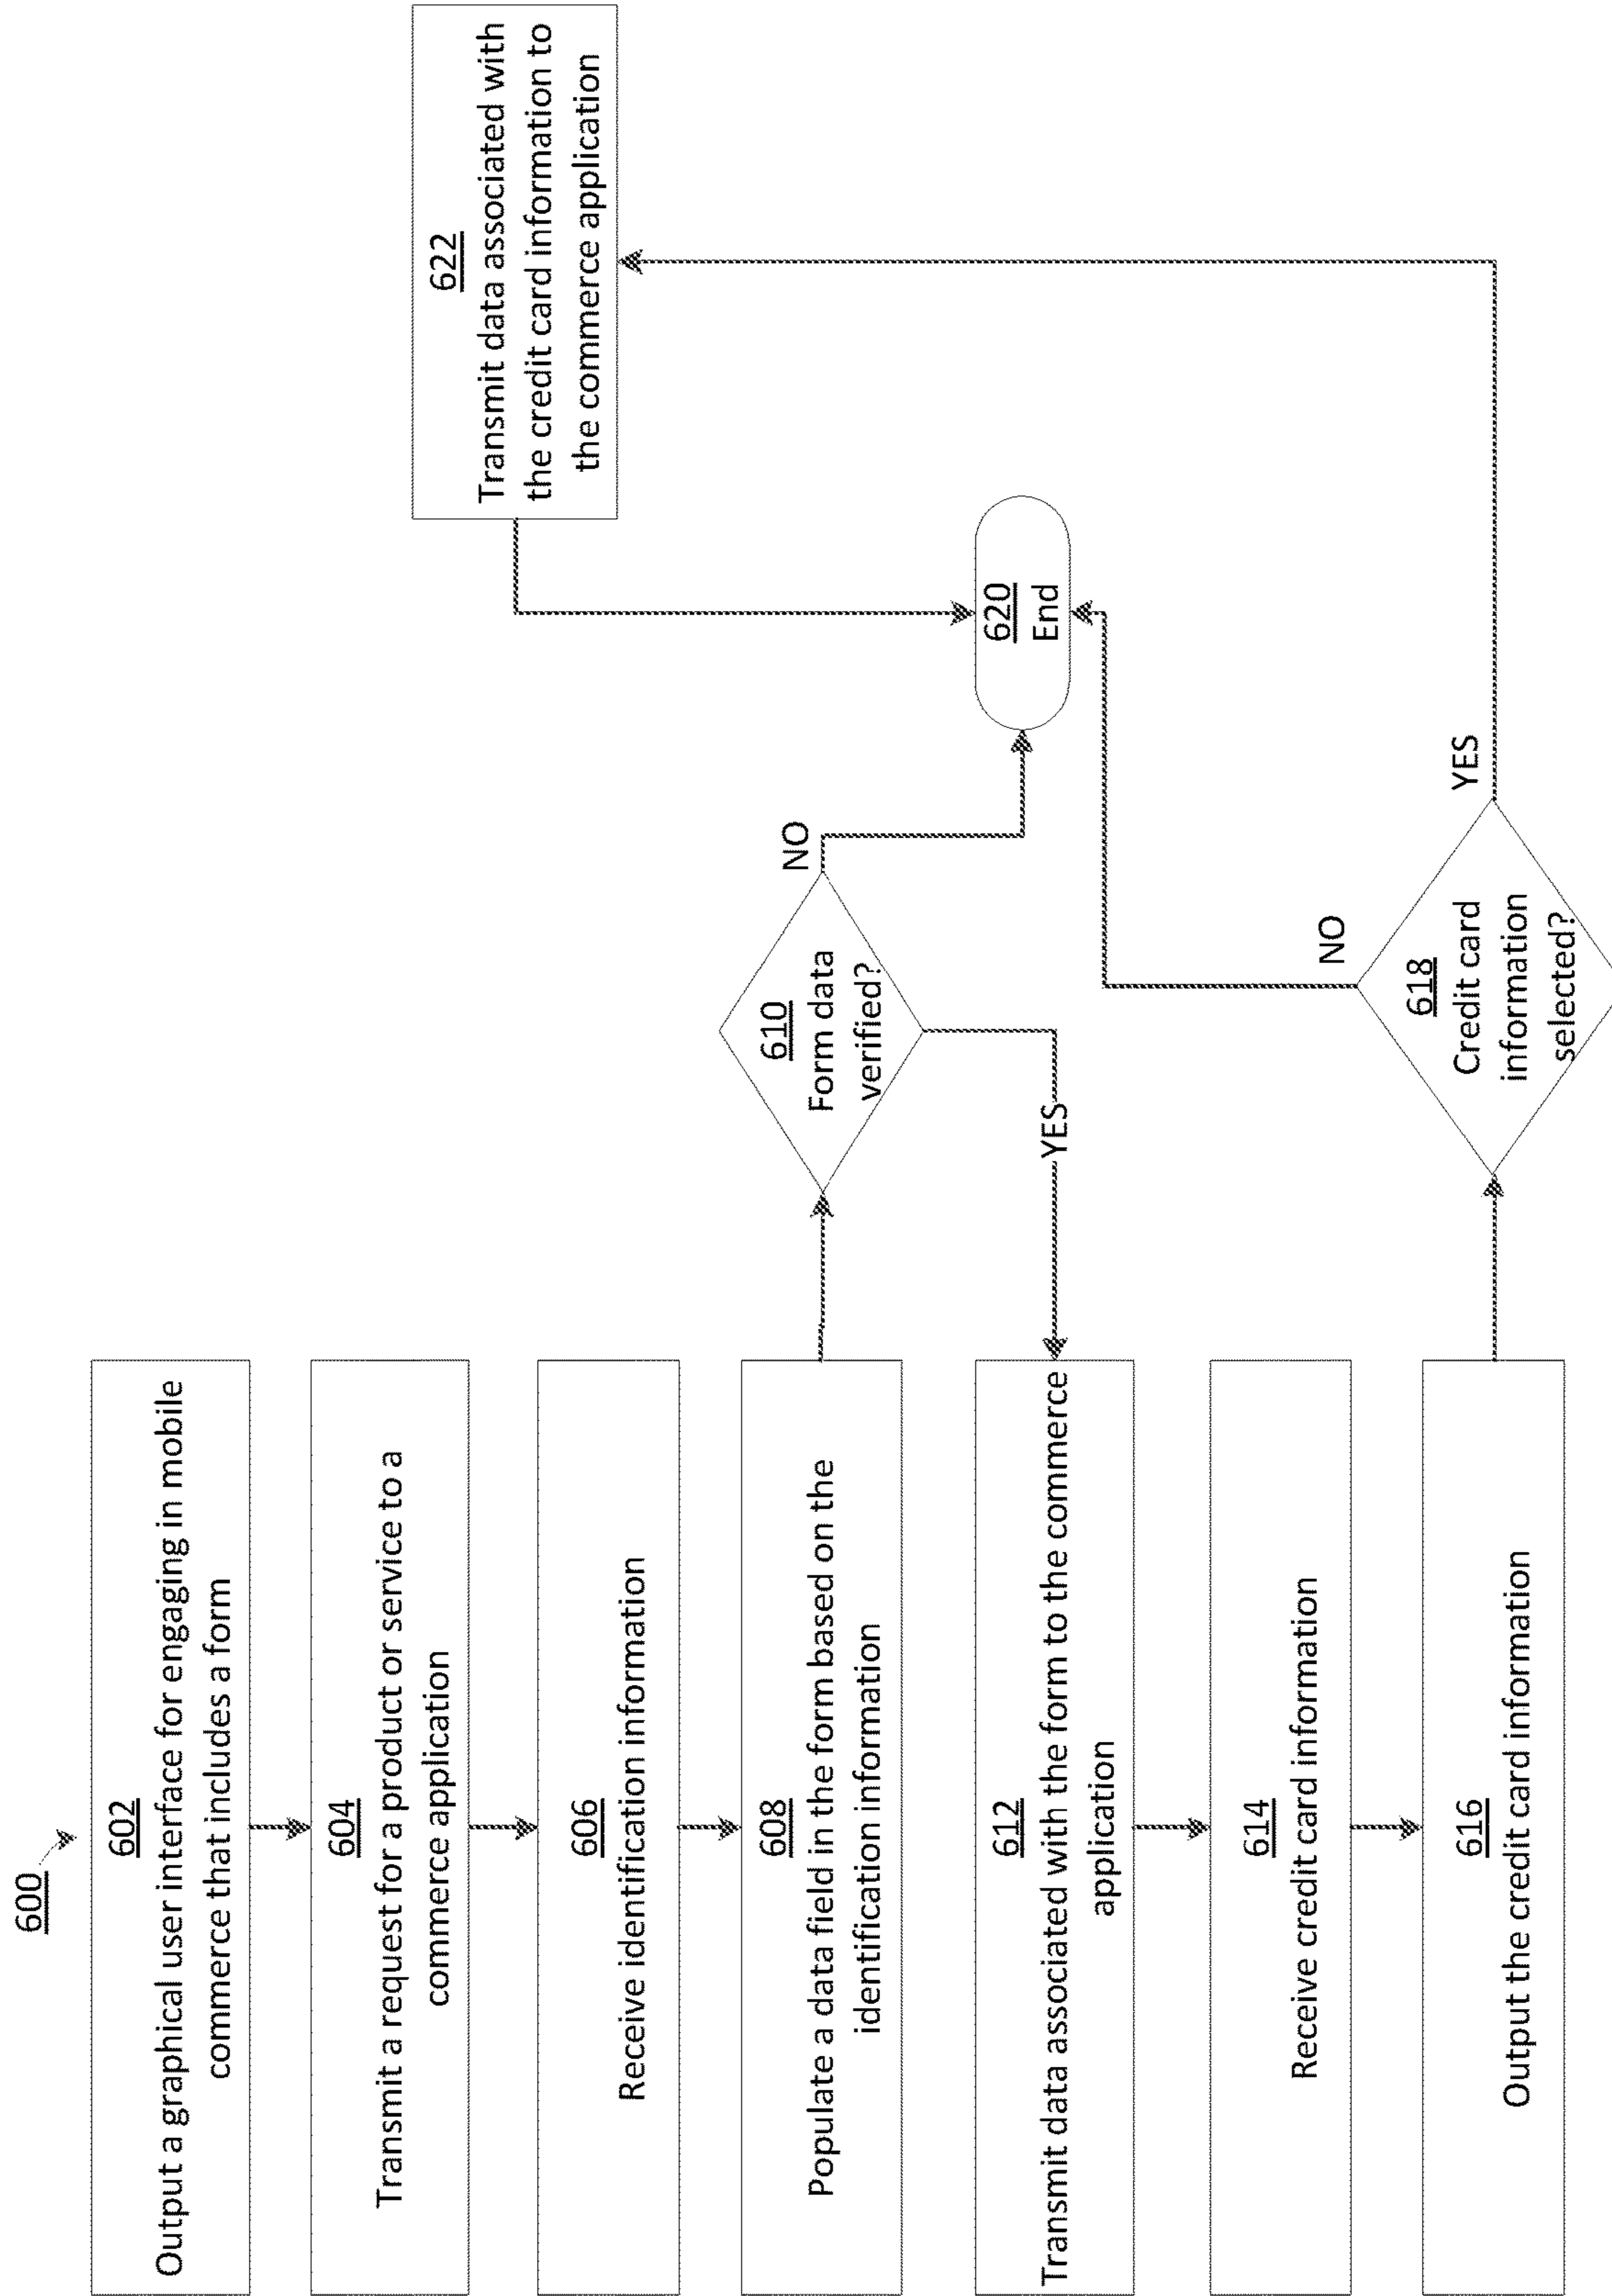 600
602
Output a graphical user interface for engaging in mobile
commerce that includes a form
604
Transmit a request for a product or service to a
commerce application
606
Receive identification information
608
Populate a data field in the form based on the
identification information
610
Form data
verified?
NO
YES
612
Transmit data associated with the form to the commerce
application
614
Receive credit card information
616
Output the credit card information
618
Credit card
information
selected?
NO
YES
620
End
622
Transmit data associated with
the credit card information to
the commerce application